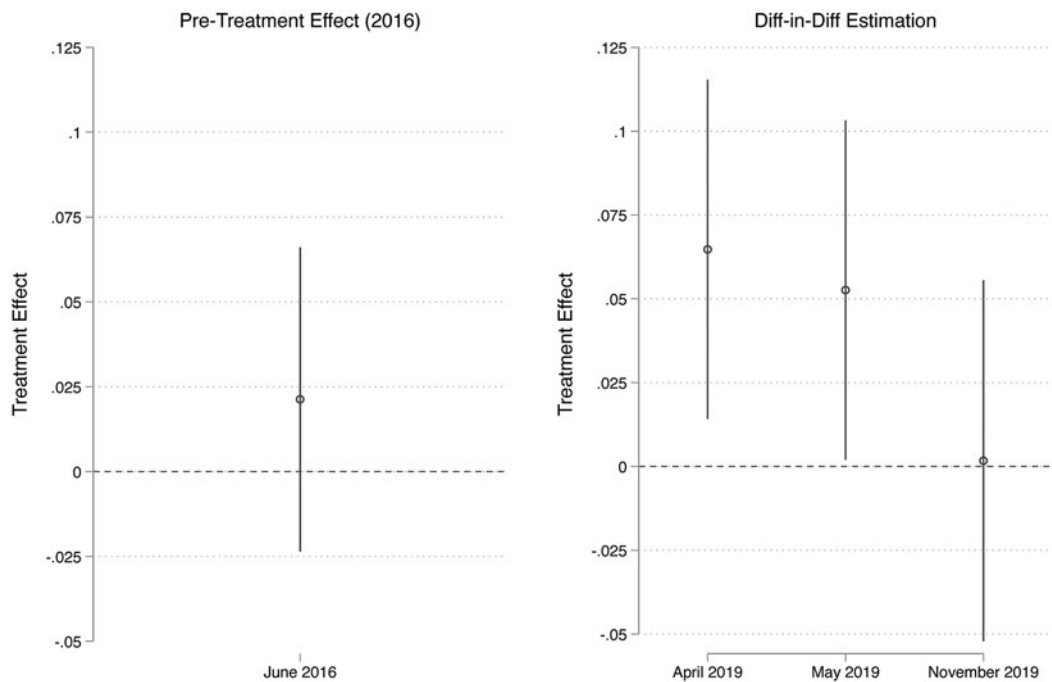 Pre-Treatment Effect (2016)
.125
.1
.075
.05
.025
0
-.025
-.05
Treatment Effect
June 2016
Diff-in-Diff Estimation
.125
.1
.075
.05
.025
0
-.025
-.05
Treatment Effect
April 2019
May 2019
November 2019